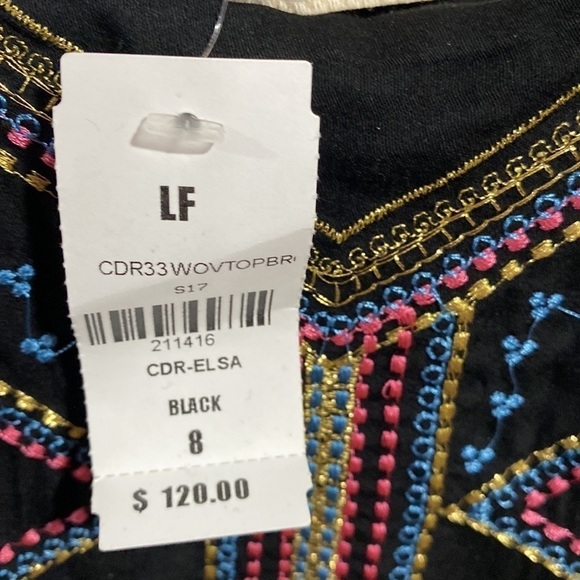 LF
CDR33WOVTOPBR
S17
211416
CDR-ELSA
BLACK
8
$ 120.00